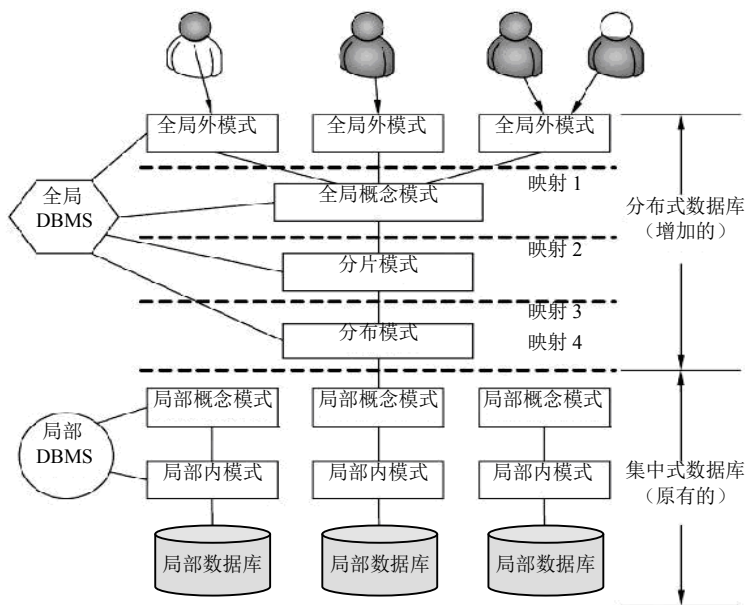 全局外模式
全局外模式
全局外模式
映射 1
全局
DBMS
全局概念模式
分布式数据库
（增加的）
映射 2
分片模式
映射 3
分布模式
映射 4
局部概念模式
局部概念模式
局部概念模式
局部
DBMS
局部内模式
局部内模式
局部内模式
集中式数据库
（原有的）
局部数据库
局部数据库
局部数据库